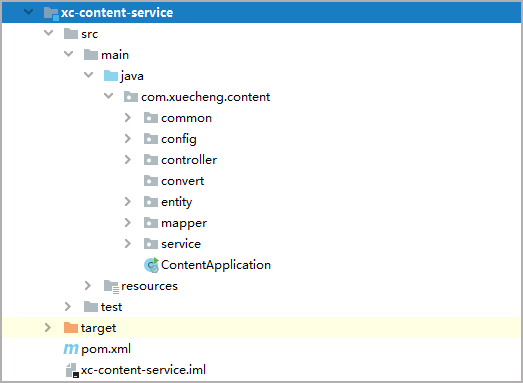 xc-content-service
src
main
java
com.xuecheng.content
common
config
controller
convert
entity
mapper
service
ContentApplication
resources
test
target
pom.xml
xc-content-service.iml